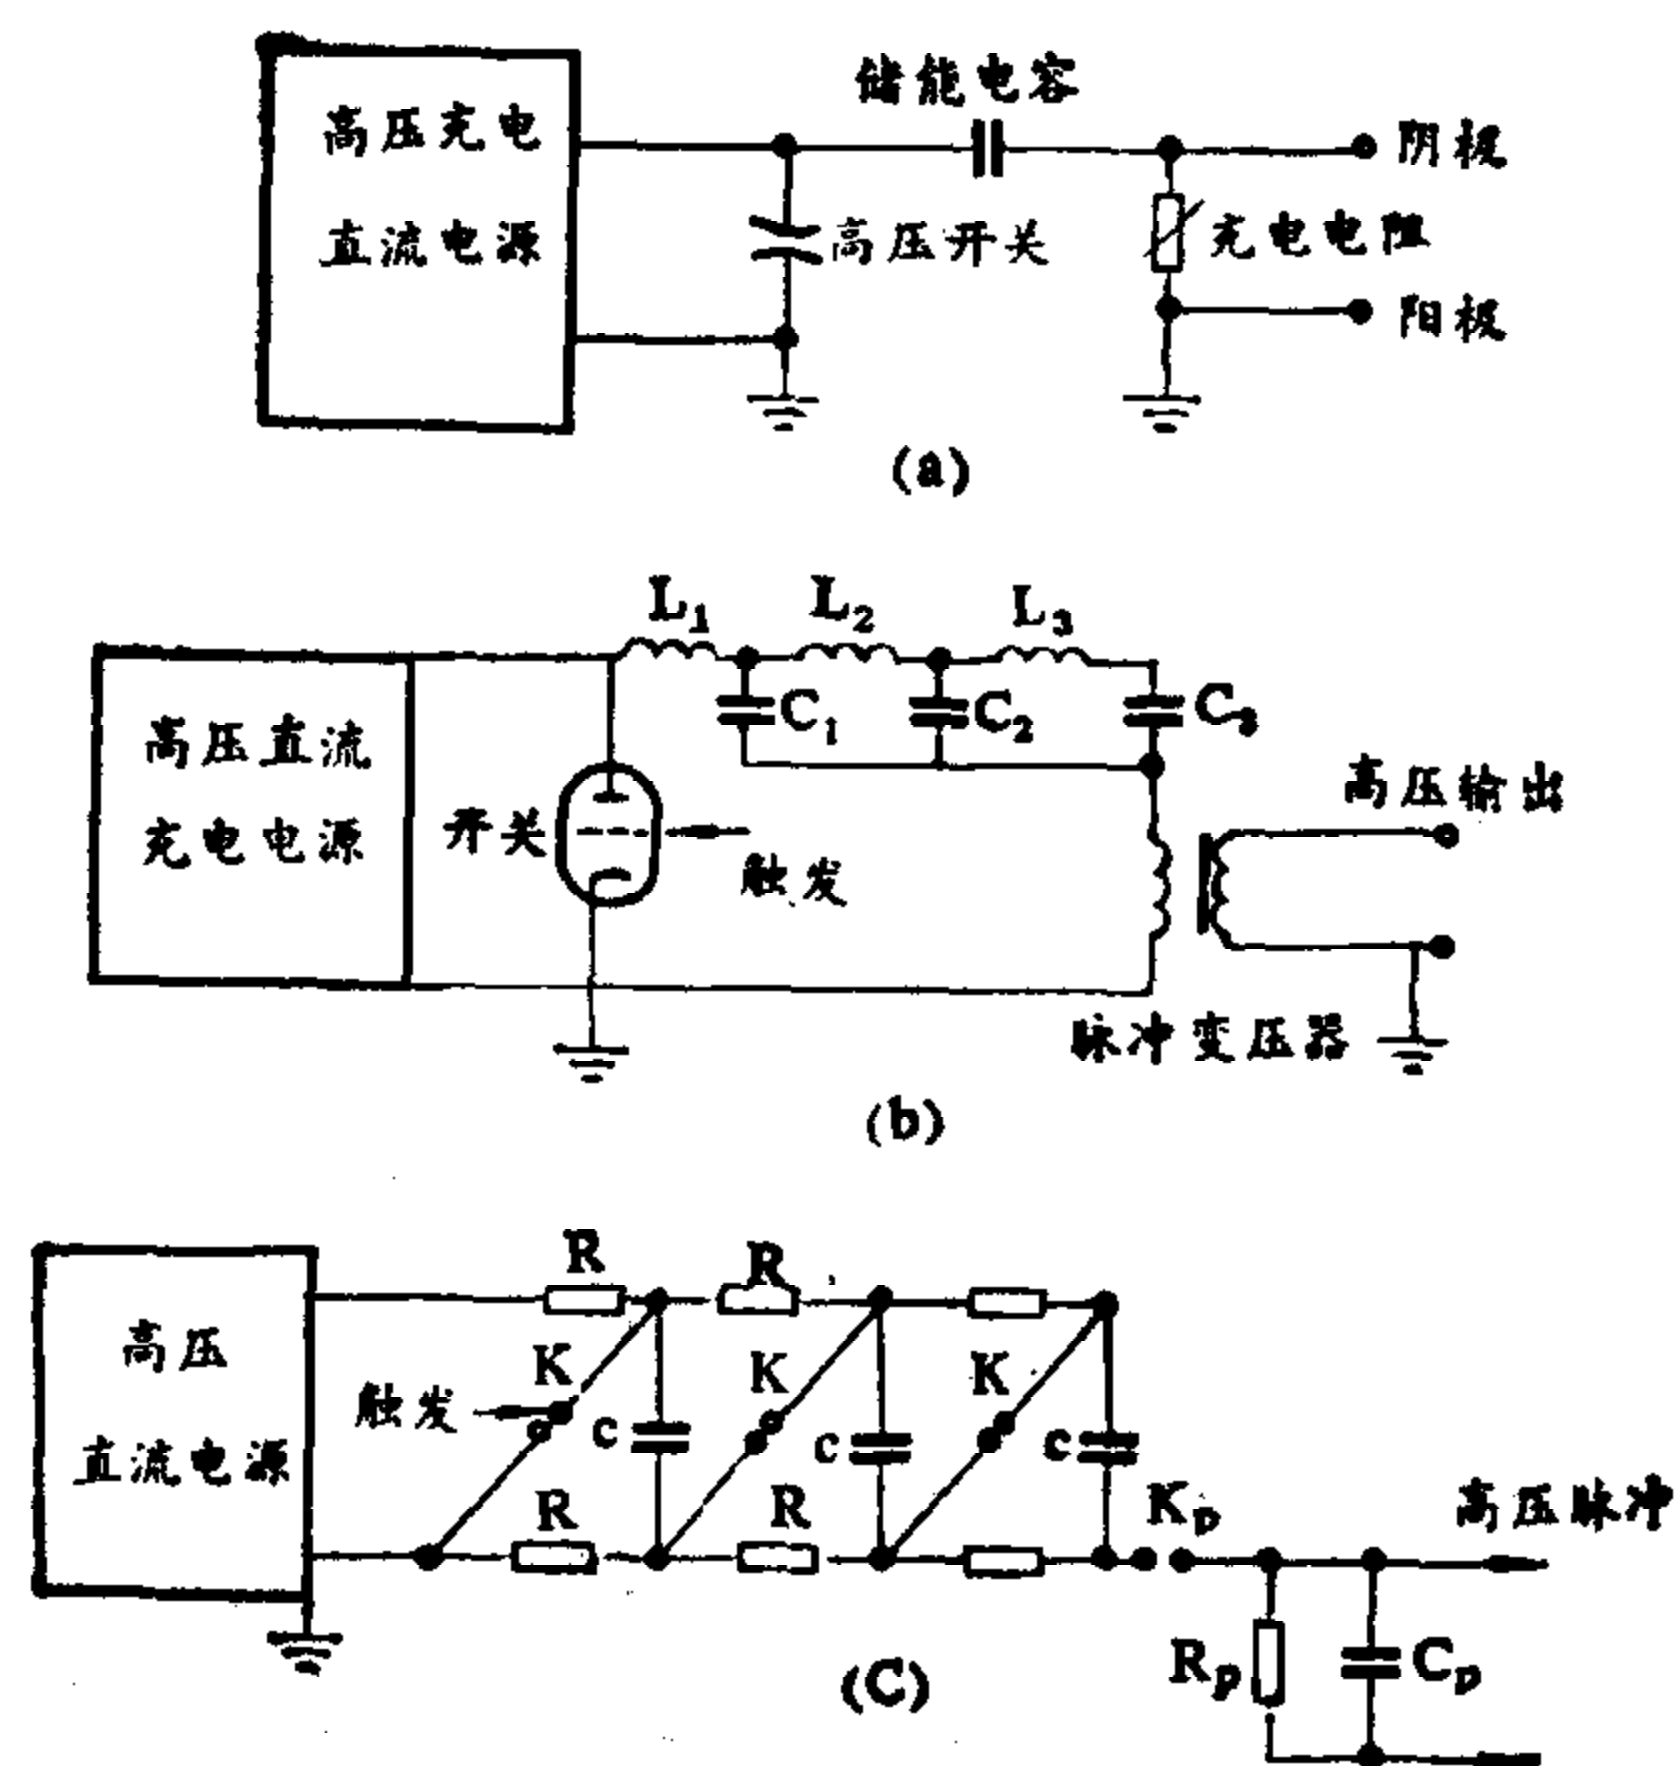 储能电容
高压充电
直流电源
高压开关
充电电阻
阴极
阳极
(a)
L₁
L₂
L₃
C₁
C₂
C₃
高压直流
充电电源
开关
触发
高压输出
脉冲变压器
(b)
R
R
高压
直流电源
触发
K
K
K
c
c
c
R
R
K_p
高压脉冲
R_p
C_p
(C)